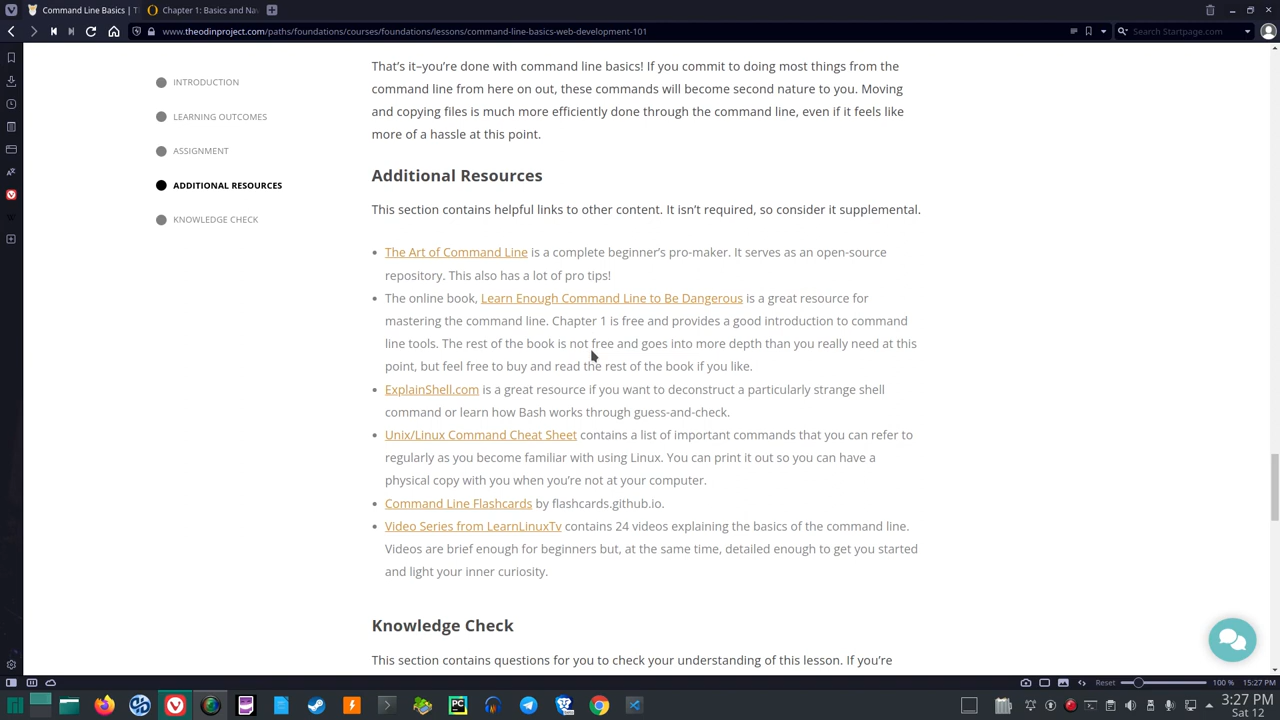 Command Line Basics | T
Chapter 1: Basics and Nav
www.theodinproject.com/paths/foundations/courses/foundations/lessons/command-line-basics-web-development-101
Search Startpage.com
That's it–you're done with command line basics! If you commit to doing most things from the
command line from here on out, these commands will become second nature to you. Moving
and copying files is much more efficiently done through the command line, even if it feels like
more of a hassle at this point.
INTRODUCTION
LEARNING OUTCOMES
ASSIGNMENT
ADDITIONAL RESOURCES
KNOWLEDGE CHECK
Additional Resources
This section contains helpful links to other content. It isn't required, so consider it supplemental.
• The Art of Command Line is a complete beginner's pro-maker. It serves as an open-source
repository. This also has a lot of pro tips!
• The online book, Learn Enough Command Line to Be Dangerous is a great resource for
mastering the command line. Chapter 1 is free and provides a good introduction to command
line tools. The rest of the book is not free and goes into more depth than you really need at this
point, but feel free to buy and read the rest of the book if you like.
• ExplainShell.com is a great resource if you want to deconstruct a particularly strange shell
command or learn how Bash works through guess-and-check.
• Unix/Linux Command Cheat Sheet contains a list of important commands that you can refer to
regularly as you become familiar with using Linux. You can print it out so you can have a
physical copy with you when you're not at your computer.
• Command Line Flashcards by flashcards.github.io.
• Video Series from LearnLinuxTv contains 24 videos explaining the basics of the command line.
Videos are brief enough for beginners but, at the same time, detailed enough to get you started
and light your inner curiosity.
Knowledge Check
This section contains questions for you to check your understanding of this lesson. If you're
Reset
100 %
15:27 PM
3:27 PM
Sat 12